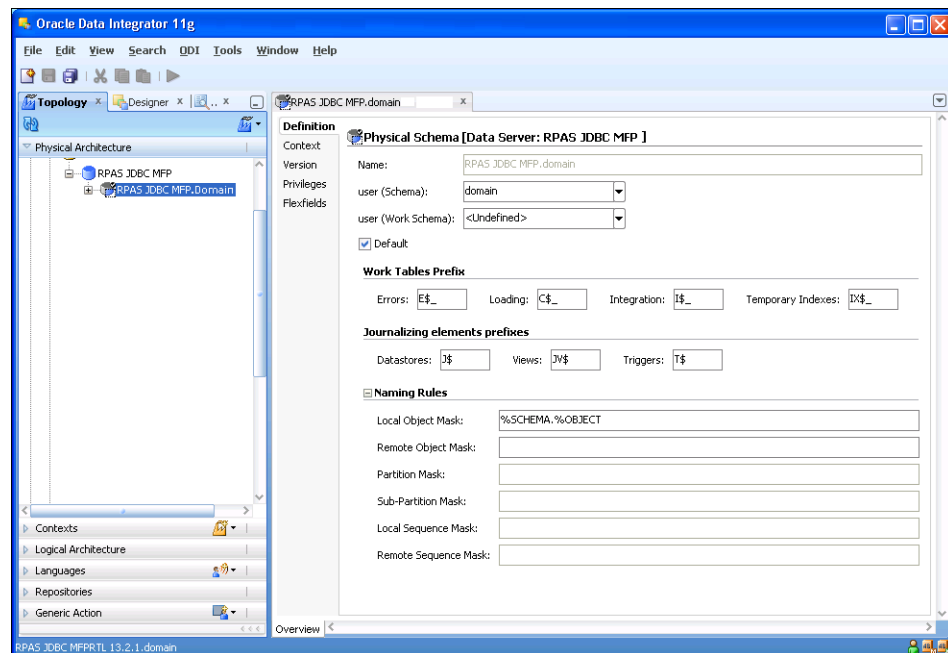 Oracle Data Integrator 11g
File Edit View Search ODI Tools Window Help
Topology x Designer x .. x
RPAS JDBC MFP.domain x
Physical Architecture
RPAS JDBC MFP
RPAS JDBC MFP.Domain
Contexts
Logical Architecture
Languages
Repositories
Generic Action
Definition
Context
Version
Privileges
Flexfields
Physical Schema [Data Server: RPAS JDBC MFP ]
Name: RPAS JDBC MFP.domain
user (Schema): domain
user (Work Schema): <Undefined>
Default
Work Tables Prefix
Errors: E$_ Loading: C$_ Integration: I$_ Temporary Indexes: IX$_
Journalizing elements prefixes
Datastores: J$ Views: JV$ Triggers: T$
Naming Rules
Local Object Mask: %SCHEMA.%OBJECT
Remote Object Mask:
Partition Mask:
Sub-Partition Mask:
Local Sequence Mask:
Remote Sequence Mask:
Overview
RPAS JDBC MFPRTL 13.2.1.domain